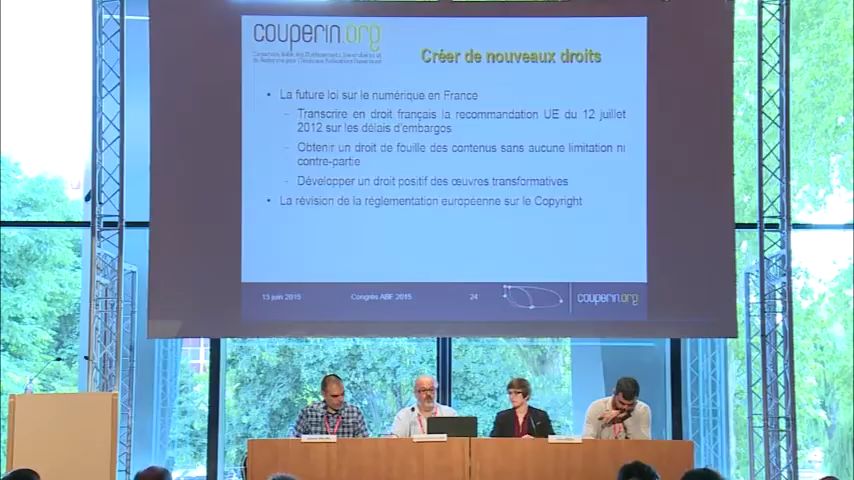 couperin.org
Créer de nouveaux droits
• La future loi sur le numérique en France
- Transcrire en droit français la recommandation UE du 12 juillet
2012 sur les délais d'embargos
- Obtenir un droit de fouille des contenus sans aucune limitation ni
contre-partie
- Développer un droit positif des œuvres transformatives
• La révision de la réglementation européenne sur le Copyright
13 juin 2015 Congrès ABF 2015 24 couperin.org